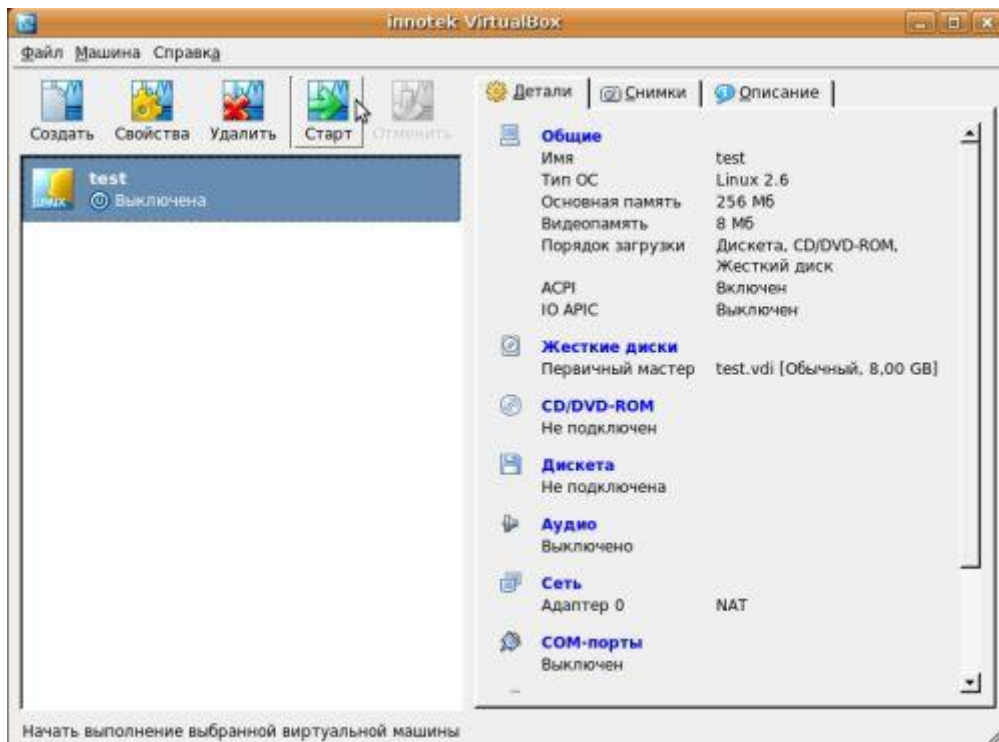 innotek VirtualBox
Файл Машина Справка
Создать Свойства Удалить Старт Отменить
test
Выключена
Детали Снимки Описание
Общие
Имя test
Тип ОС Linux 2.6
Основная память 256 Мб
Видеопамять 8 Мб
Порядок загрузки Дискета, CD/DVD-ROM,
Жесткий диск
ACPI Включен
IO APIC Выключен
Жесткие диски
Первичный мастер test.vdi [Обычный, 8,00 GB]
CD/DVD-ROM
Не подключен
Дискета
Не подключена
Аудио
Выключено
Сеть
Адаптер 0 NAT
COM-порты
Выключен
Начать выполнение выбранной виртуальной машины